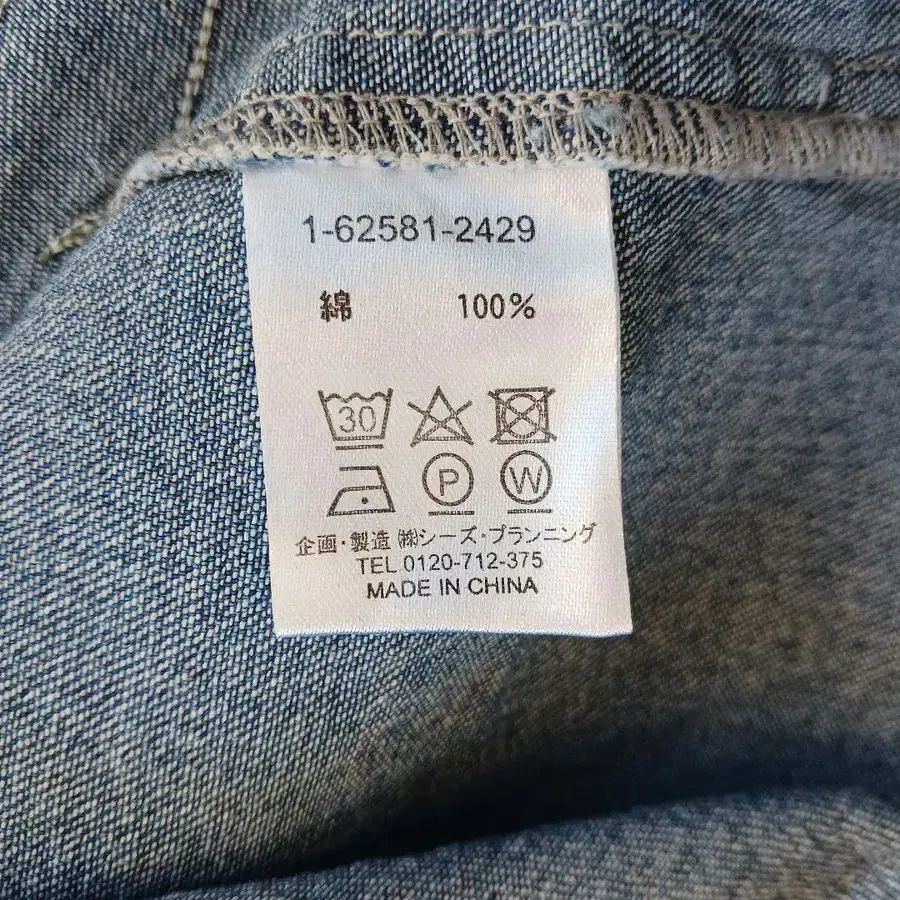 1-62581-2429
綿 100%
30
P W
企画・製造 ㈱シーズ・プランニング
TEL 0120-712-375
MADE IN CHINA